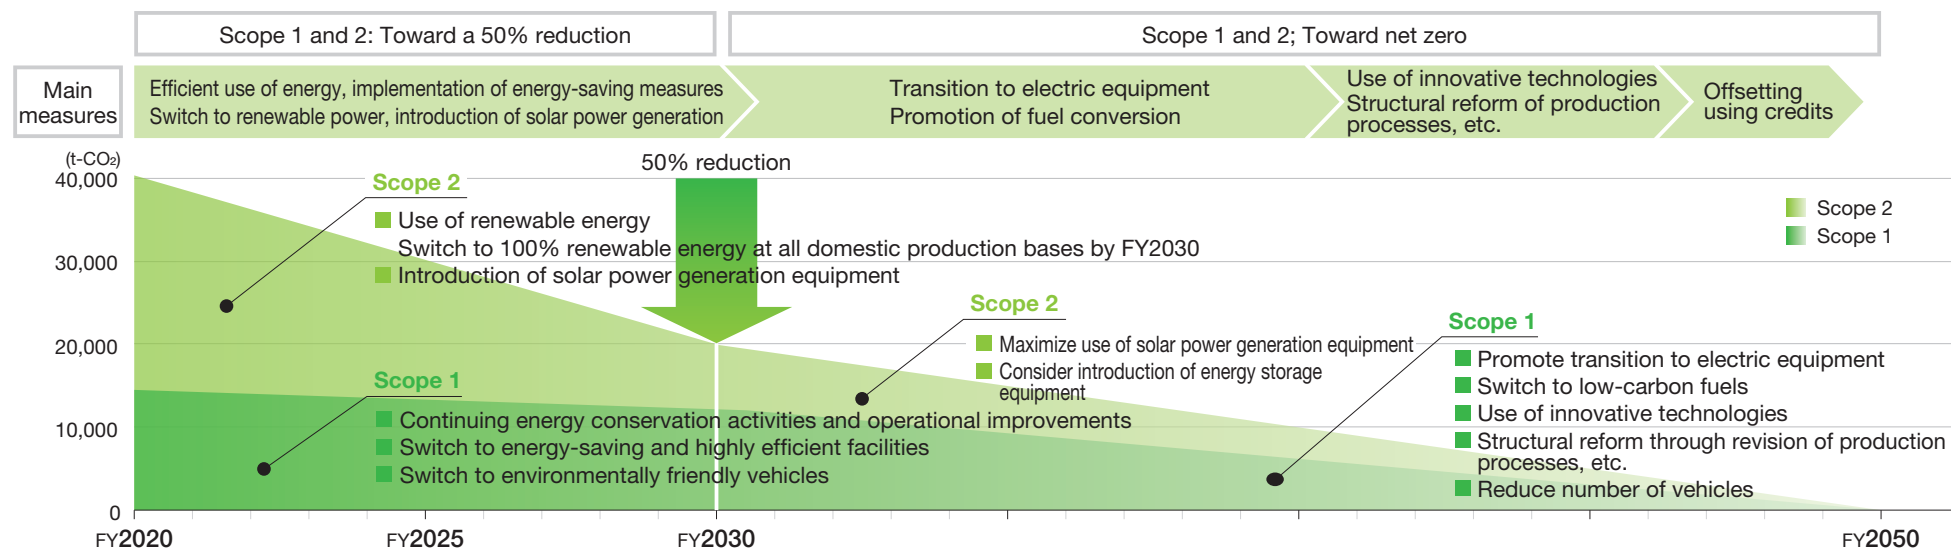 Scope 1 and 2: Toward a 50% reduction
Scope 1 and 2; Toward net zero
Main
measures
Efficient use of energy, implementation of energy-saving measures
Switch to renewable power, introduction of solar power generation
Transition to electric equipment
Promotion of fuel conversion
Use of innovative technologies
Structural reform of production
processes, etc.
Offsetting
using credits
(t-CO₂)
40,000
30,000
20,000
10,000
0
50% reduction
Scope 2
Use of renewable energy
Switch to 100% renewable energy at all domestic production bases by FY2030
Introduction of solar power generation equipment
Scope 2
Scope 1
Scope 2
Maximize use of solar power generation equipment
Consider introduction of energy storage
equipment
Scope 1
Promote transition to electric equipment
Switch to low-carbon fuels
Use of innovative technologies
Structural reform through revision of production
processes, etc.
Reduce number of vehicles
Scope 1
Continuing energy conservation activities and operational improvements
Switch to energy-saving and highly efficient facilities
Switch to environmentally friendly vehicles
FY2020
FY2025
FY2030
FY2050